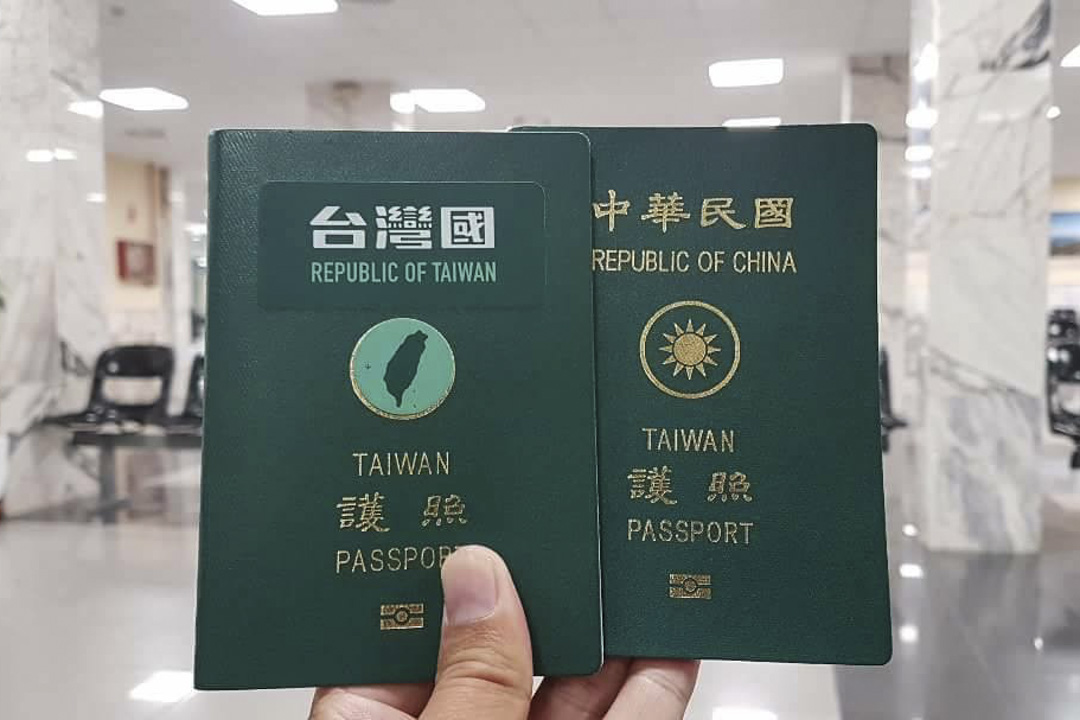 台灣國
REPUBLIC OF TAIWAN
TAIWAN
護照
PASSPORT
中華民國
REPUBLIC OF CHINA
TAIWAN
護照
PASSPORT